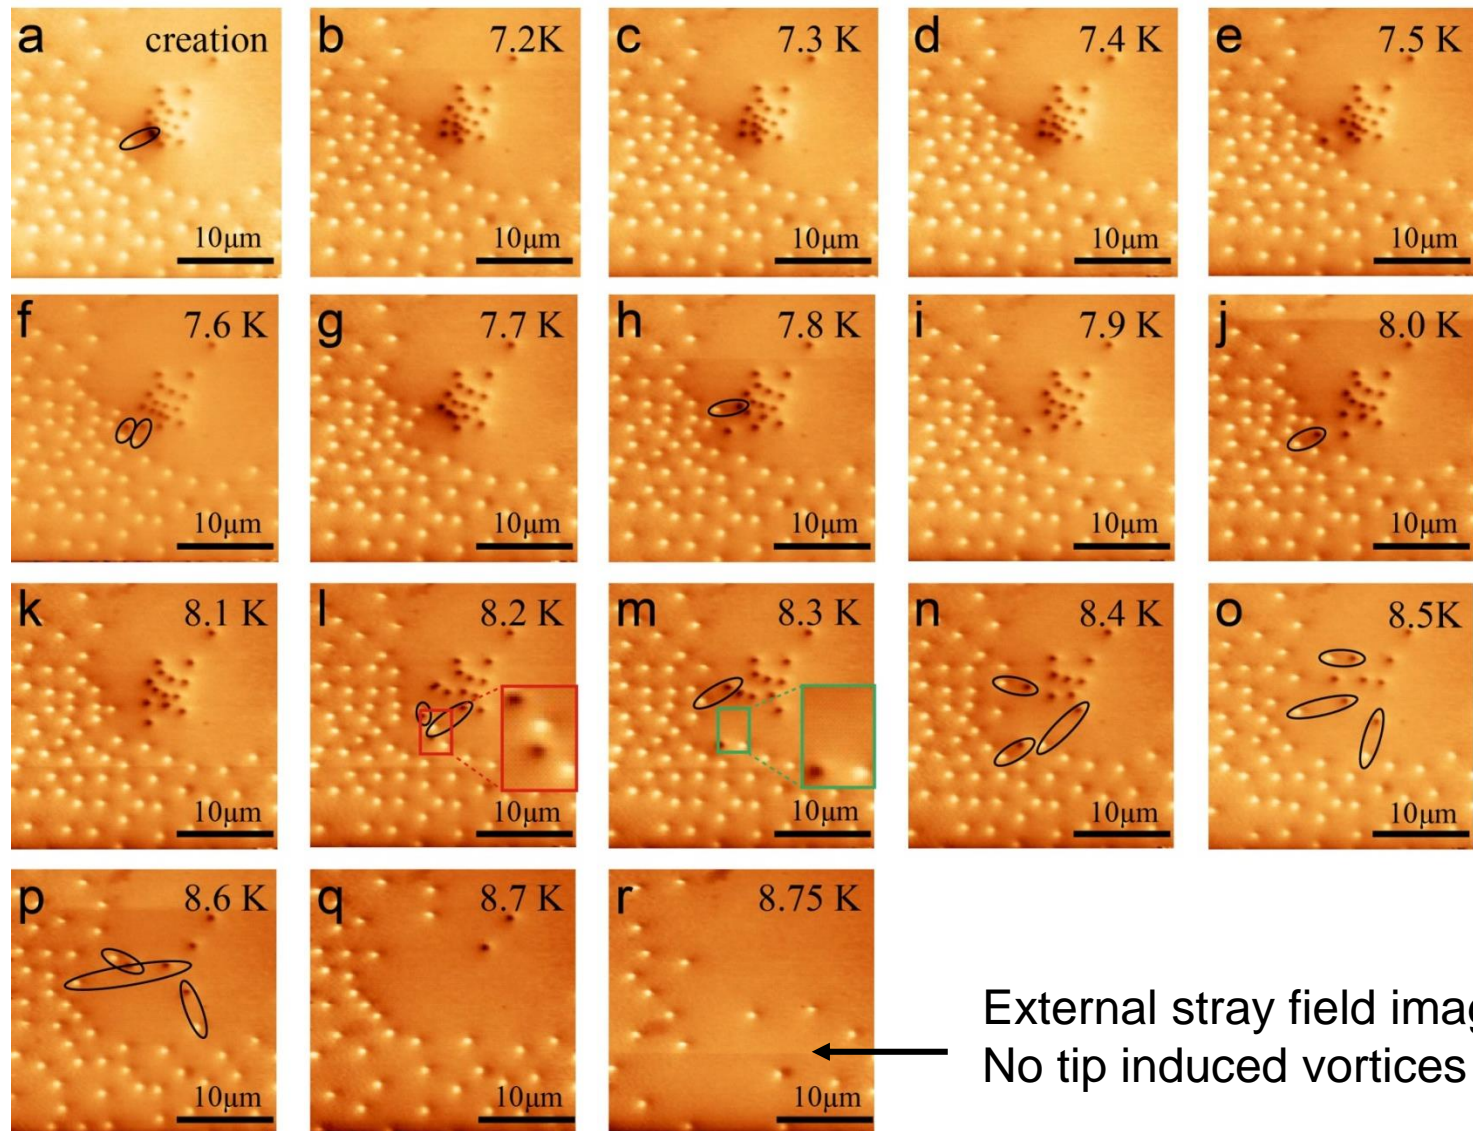 a creation
b 7.2K
c 7.3 K
d 7.4 K
e 7.5 K
10μm
10μm
10μm
10μm
10μm
f 7.6 K
g 7.7 K
h 7.8 K
i 7.9 K
j 8.0 K
10μm
10μm
10μm
10μm
10μm
k 8.1 K
l 8.2 K
m 8.3 K
n 8.4 K
o 8.5K
10μm
10μm
10μm
10μm
10μm
p 8.6 K
q 8.7 K
r 8.75 K
10μm
10μm
10μm
External stray field imag
No tip induced vortices